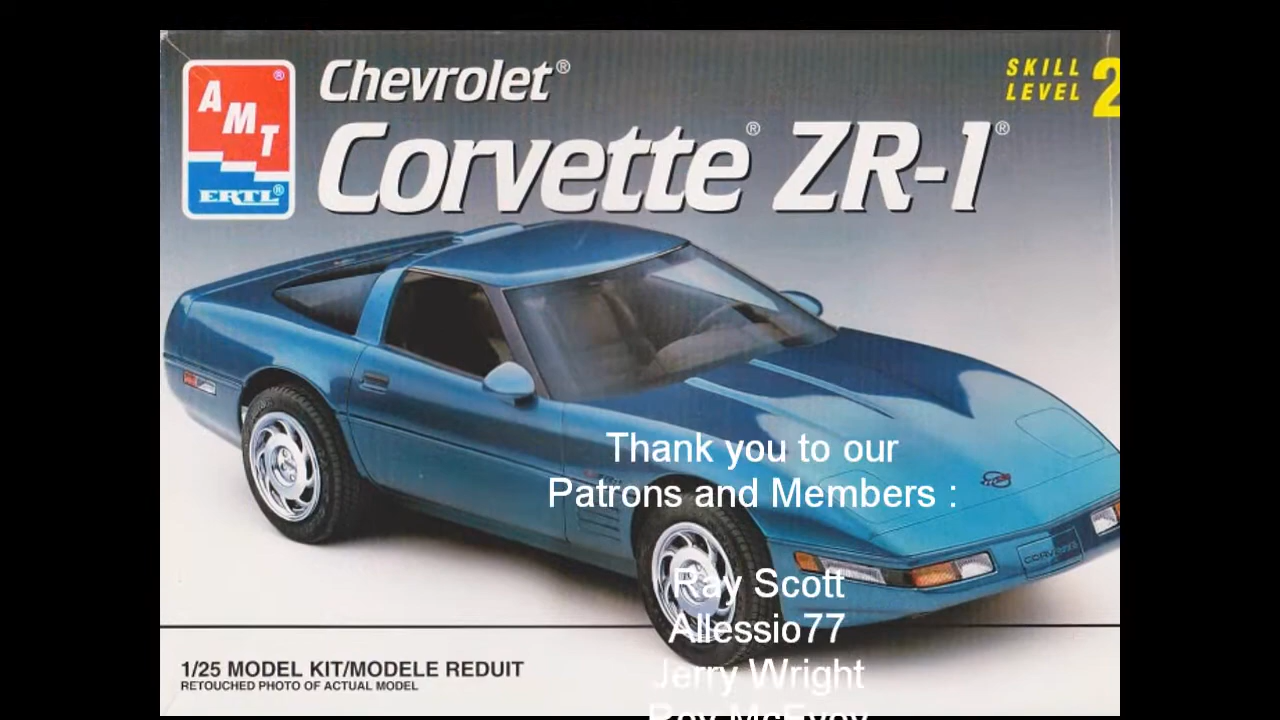 AMT®
ERTL®
Chevrolet®
Corvette® ZR-1®
SKILL
LEVEL 2
Thank you to our
Patrons and Members :
Ray Scott
Allessio77
Jerry Wright
1/25 MODEL KIT/MODELE REDUIT
RETOUCHED PHOTO OF ACTUAL MODEL
CORVETTE